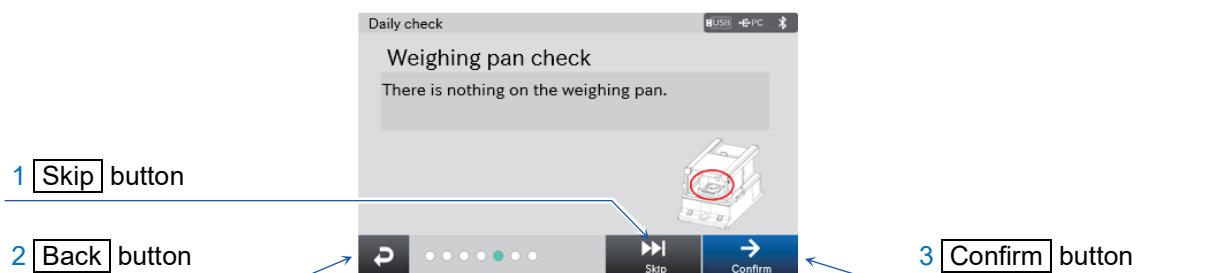 Daily check
USB PC
Weighing pan check
There is nothing on the weighing pan.
1 Skip button
2 Back button
Skip
Confirm
3 Confirm button